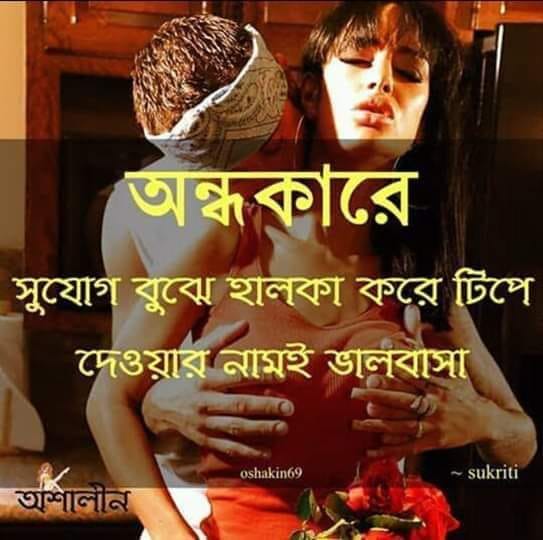 অন্ধকারে
সুযোগ বুঝে হালকা করে টিপে
দেওয়ার নামই ভালবাসা
oshakin69
~ sukriti
অশালীন